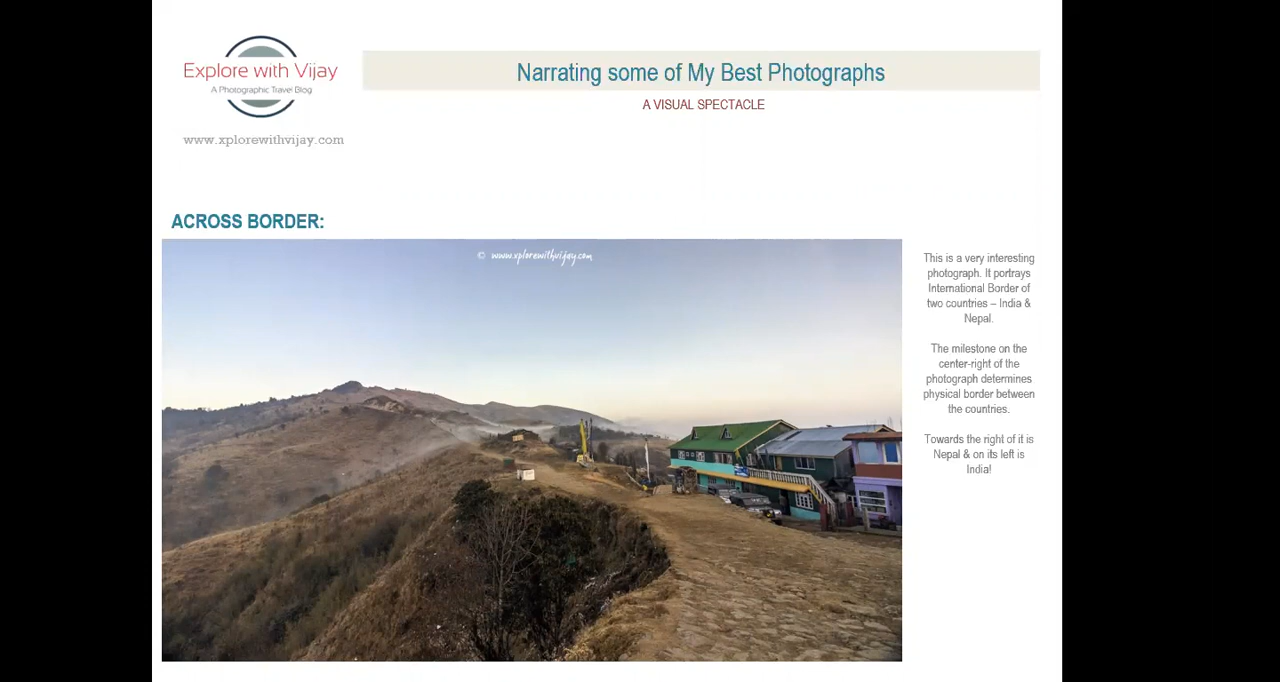 Explore with Vijay
A Photographic Travel Blog
www.xplorewithvijay.com
Narrating some of My Best Photographs
A VISUAL SPECTACLE
ACROSS BORDER:
© www.xplorewithvijay.com
This is a very interesting
photograph. It portrays
International Border of
two countries – India &
Nepal.
The milestone on the
center-right of the
photograph determines
physical border between
the countries.
Towards the right of it is
Nepal & on its left is
India!